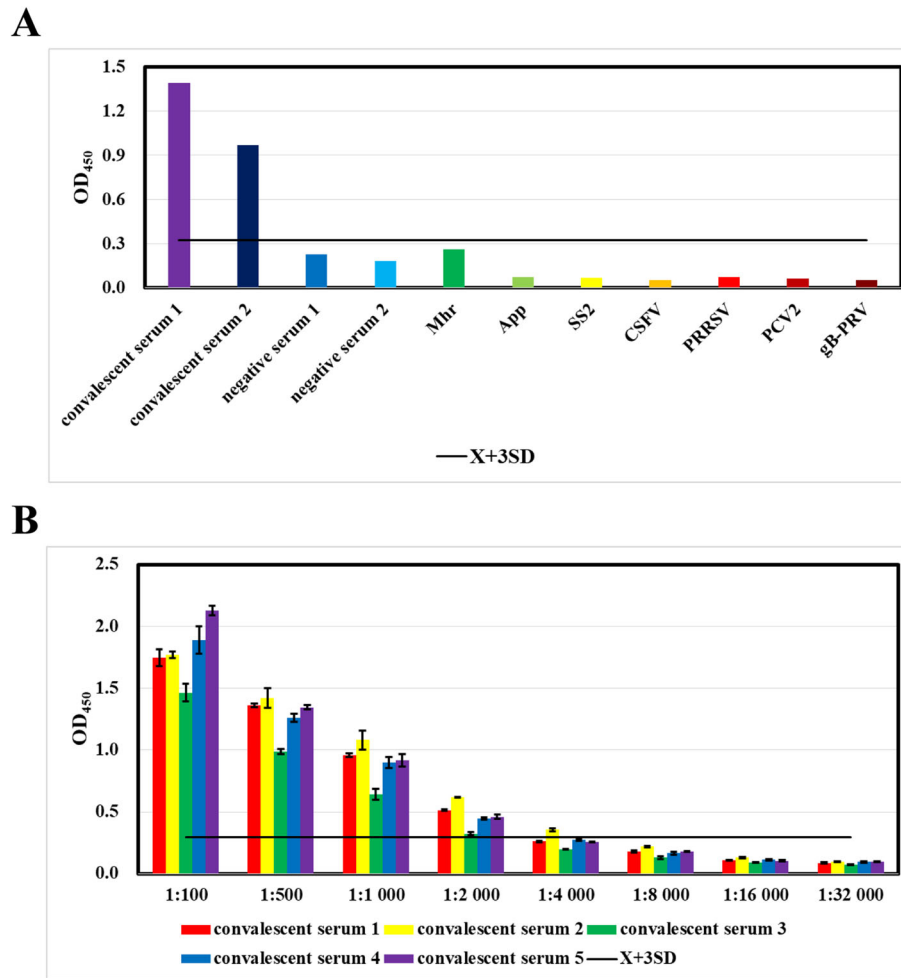 A
1.5
1.2
0.9
0.6
0.3
0.0
OD450
convalescent serum 1
convalescent serum 2
negative serum 1
negative serum 2
Mhr
App
SS2
CSFV
PRRSV
PCV2
gB-PRV
X+3SD
B
2.5
2.0
1.5
1.0
0.5
0.0
OD450
1:100 1:500 1:1 000 1:2 000 1:4 000 1:8 000 1:16 000 1:32 000
convalescent serum 1 convalescent serum 2 convalescent serum 3
convalescent serum 4 convalescent serum 5 X+3SD